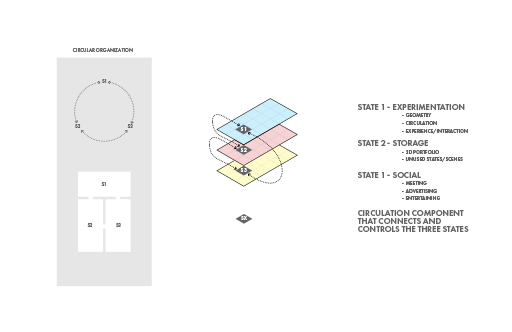 CIRCULAR ORGANIZATION
S1
S3
S2
S1
S2
S3
S1
S2
S3
STATE 1 - EXPERIMENTATION
- GEOMETRY
- CIRCULATION
- EXPERIENCE/INTERACTION
STATE 2 - STORAGE
- 3D PORTFOLIO
- UNUSED STATES/ SCENES
STATE 1 - SOCIAL
- MEETING
- ADVERTISING
- ENTERTAINING
CIRCULATION COMPONENT
THAT CONNECTS AND
CONTROLS THE THREE STATES